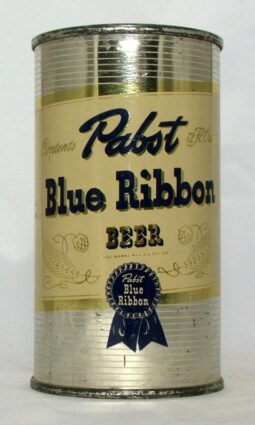 Contents Pabst 12 Fl. Oz.
Blue Ribbon
BEER
Pabst
Blue
Ribbon